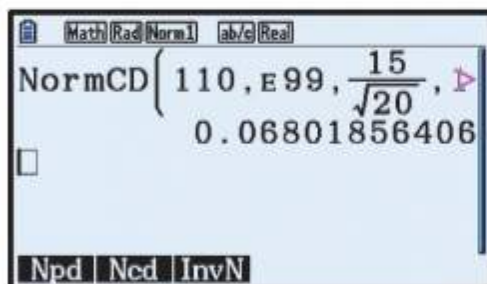 Math Rad Norm1 ab/c Real
NormCD(110,E99,15/√20,
0.06801856406
Npd Ncd InvN